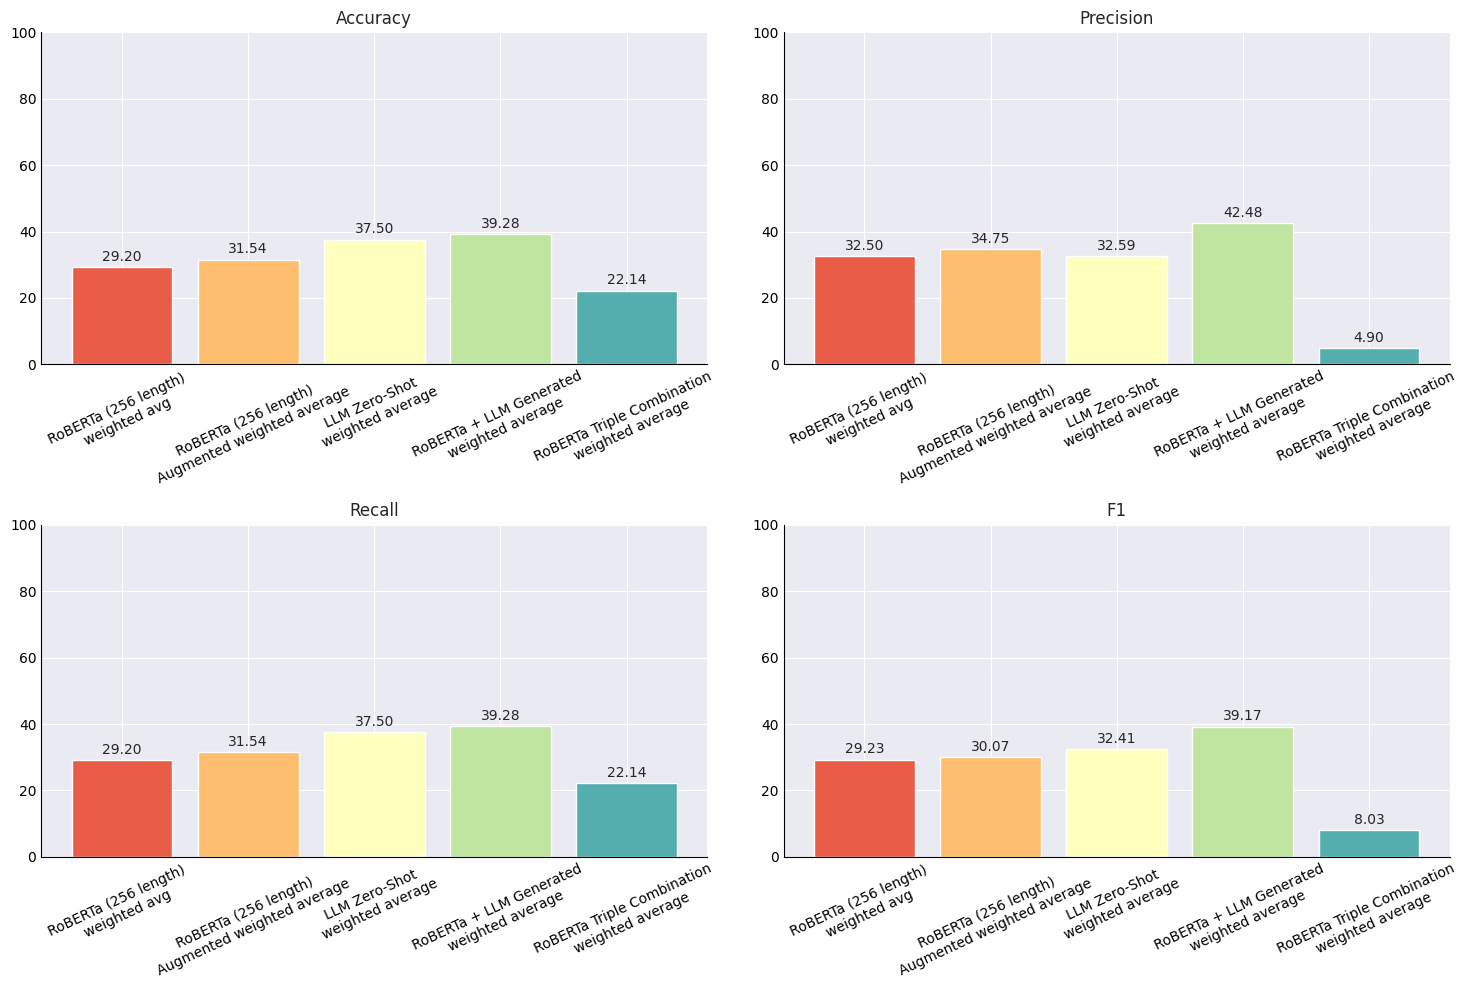 Accuracy
100
80
60
40
20
0
29.20
31.54
37.50
39.28
22.14
RoBERTa (256 length)
weighted avg
RoBERTa (256 length)
Augmented weighted average
LLM Zero-Shot
weighted average
RoBERTa + LLM Generated
weighted average
RoBERTa Triple Combination
weighted average
Precision
100
80
60
40
20
0
32.50
34.75
32.59
42.48
4.90
RoBERTa (256 length)
weighted avg
RoBERTa (256 length)
Augmented weighted average
LLM Zero-Shot
weighted average
RoBERTa + LLM Generated
weighted average
RoBERTa Triple Combination
weighted average
Recall
100
80
60
40
20
0
29.20
31.54
37.50
39.28
22.14
RoBERTa (256 length)
weighted avg
RoBERTa (256 length)
Augmented weighted average
LLM Zero-Shot
weighted average
RoBERTa + LLM Generated
weighted average
RoBERTa Triple Combination
weighted average
F1
100
80
60
40
20
0
29.23
30.07
32.41
39.17
8.03
RoBERTa (256 length)
weighted avg
RoBERTa (256 length)
Augmented weighted average
LLM Zero-Shot
weighted average
RoBERTa + LLM Generated
weighted average
RoBERTa Triple Combination
weighted average